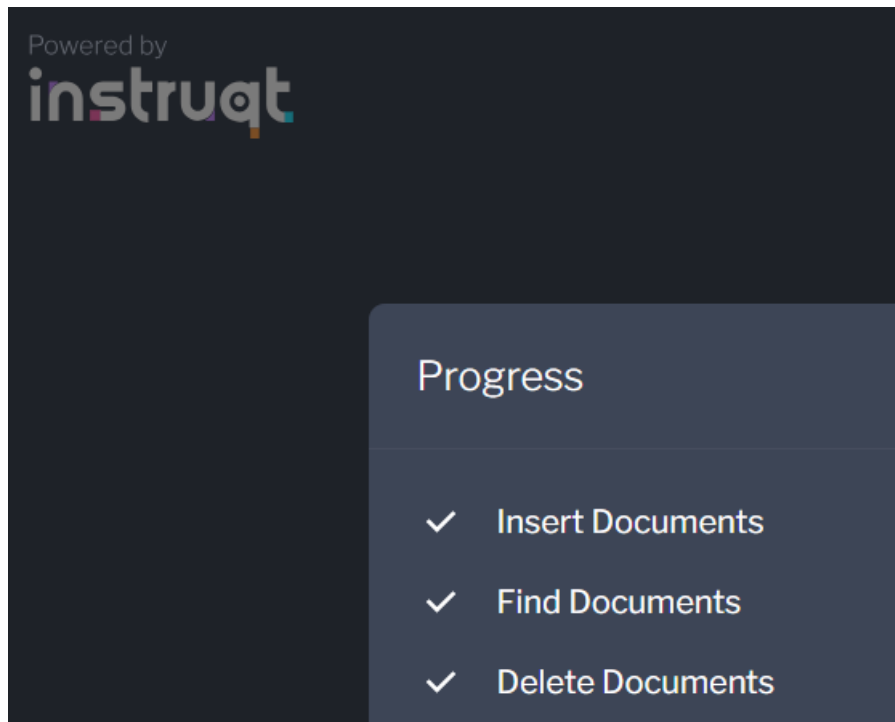 Powered by
instruqt
Progress
Insert Documents
Find Documents
Delete Documents